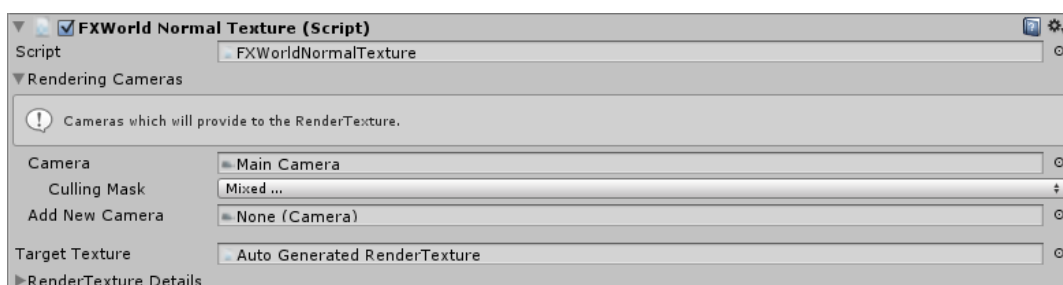 FXWorld Normal Texture (Script)
Script FXWorldNormalTexture
Rendering Cameras
Cameras which will provide to the RenderTexture.
Camera Main Camera
Culling Mask Mixed ...
Add New Camera None (Camera)
Target Texture Auto Generated RenderTexture
RenderTexture Details